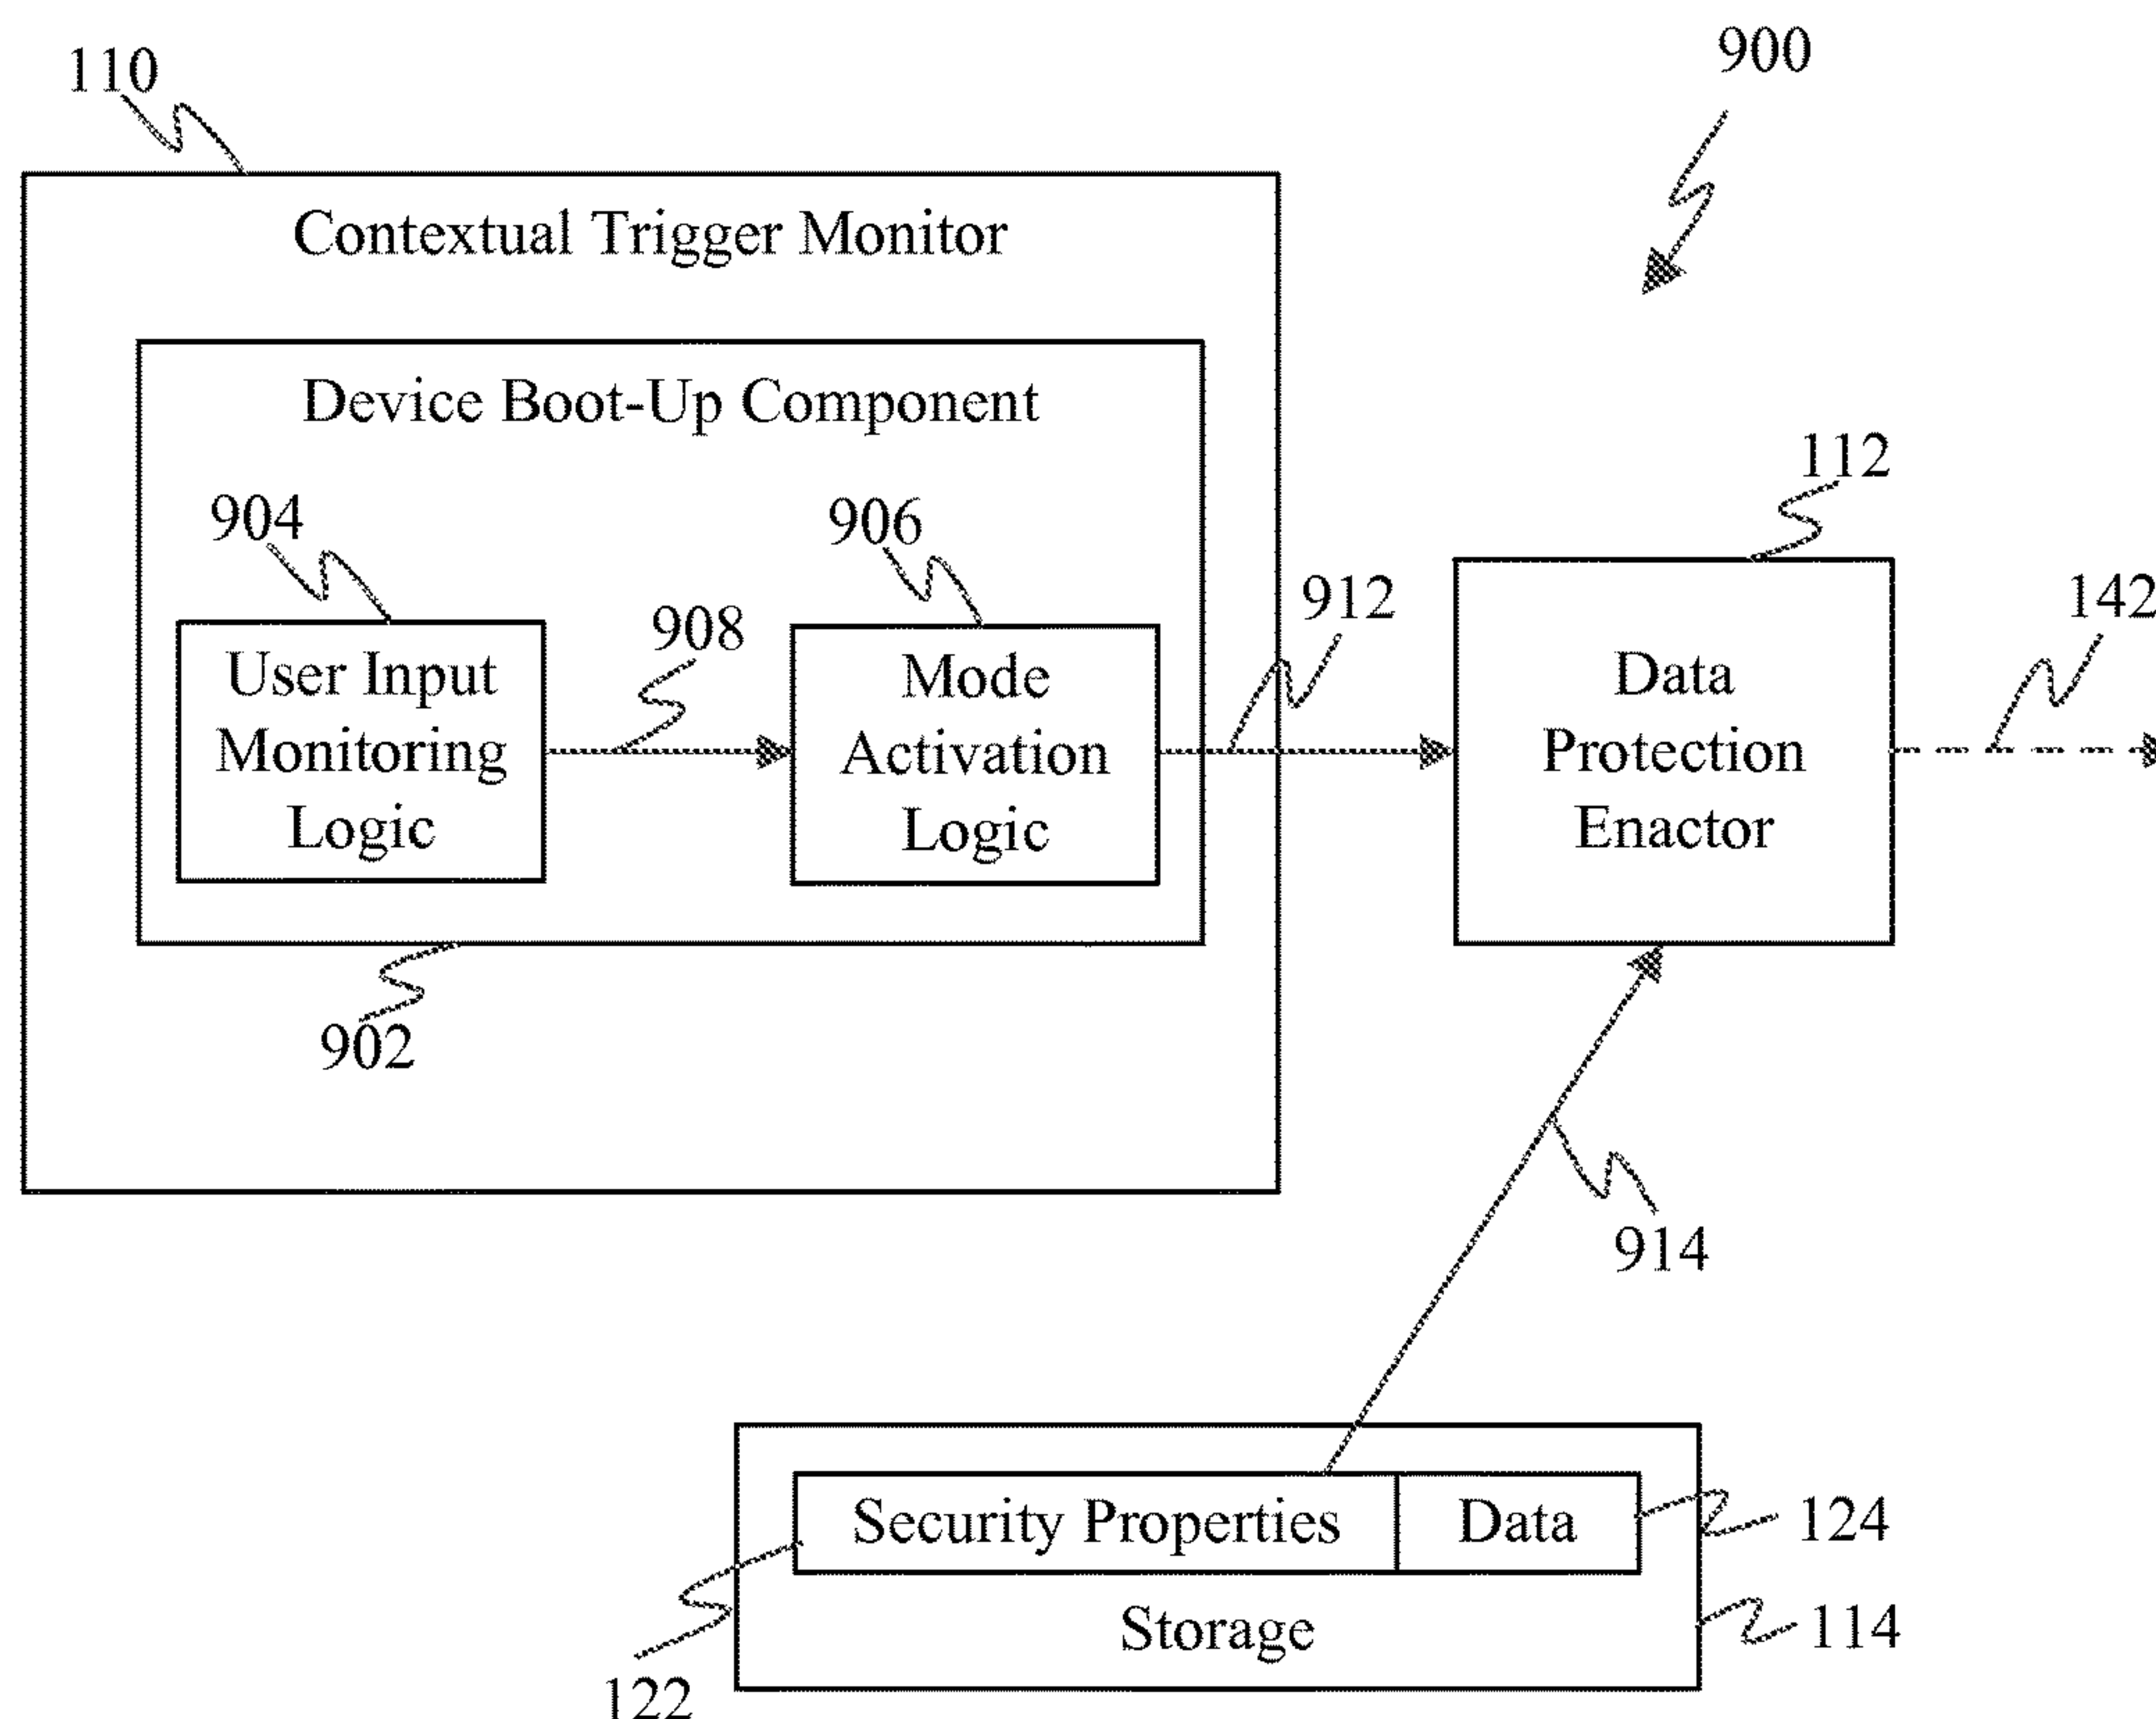 110
900
Contextual Trigger Monitor
Device Boot-Up Component
904
906
908
912
112
142
User Input
Monitoring
Logic
Mode
Activation
Logic
Data
Protection
Enactor
902
914
Security Properties
Data
124
Storage
114
122